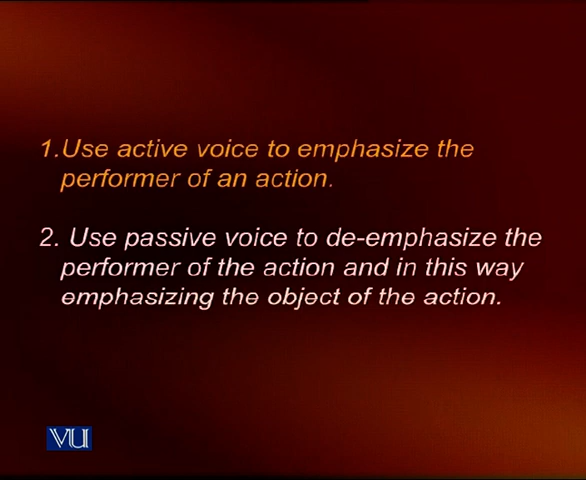 1.Use active voice to emphasize the
performer of an action.
2. Use passive voice to de-emphasize the
performer of the action and in this way
emphasizing the object of the action.
VU